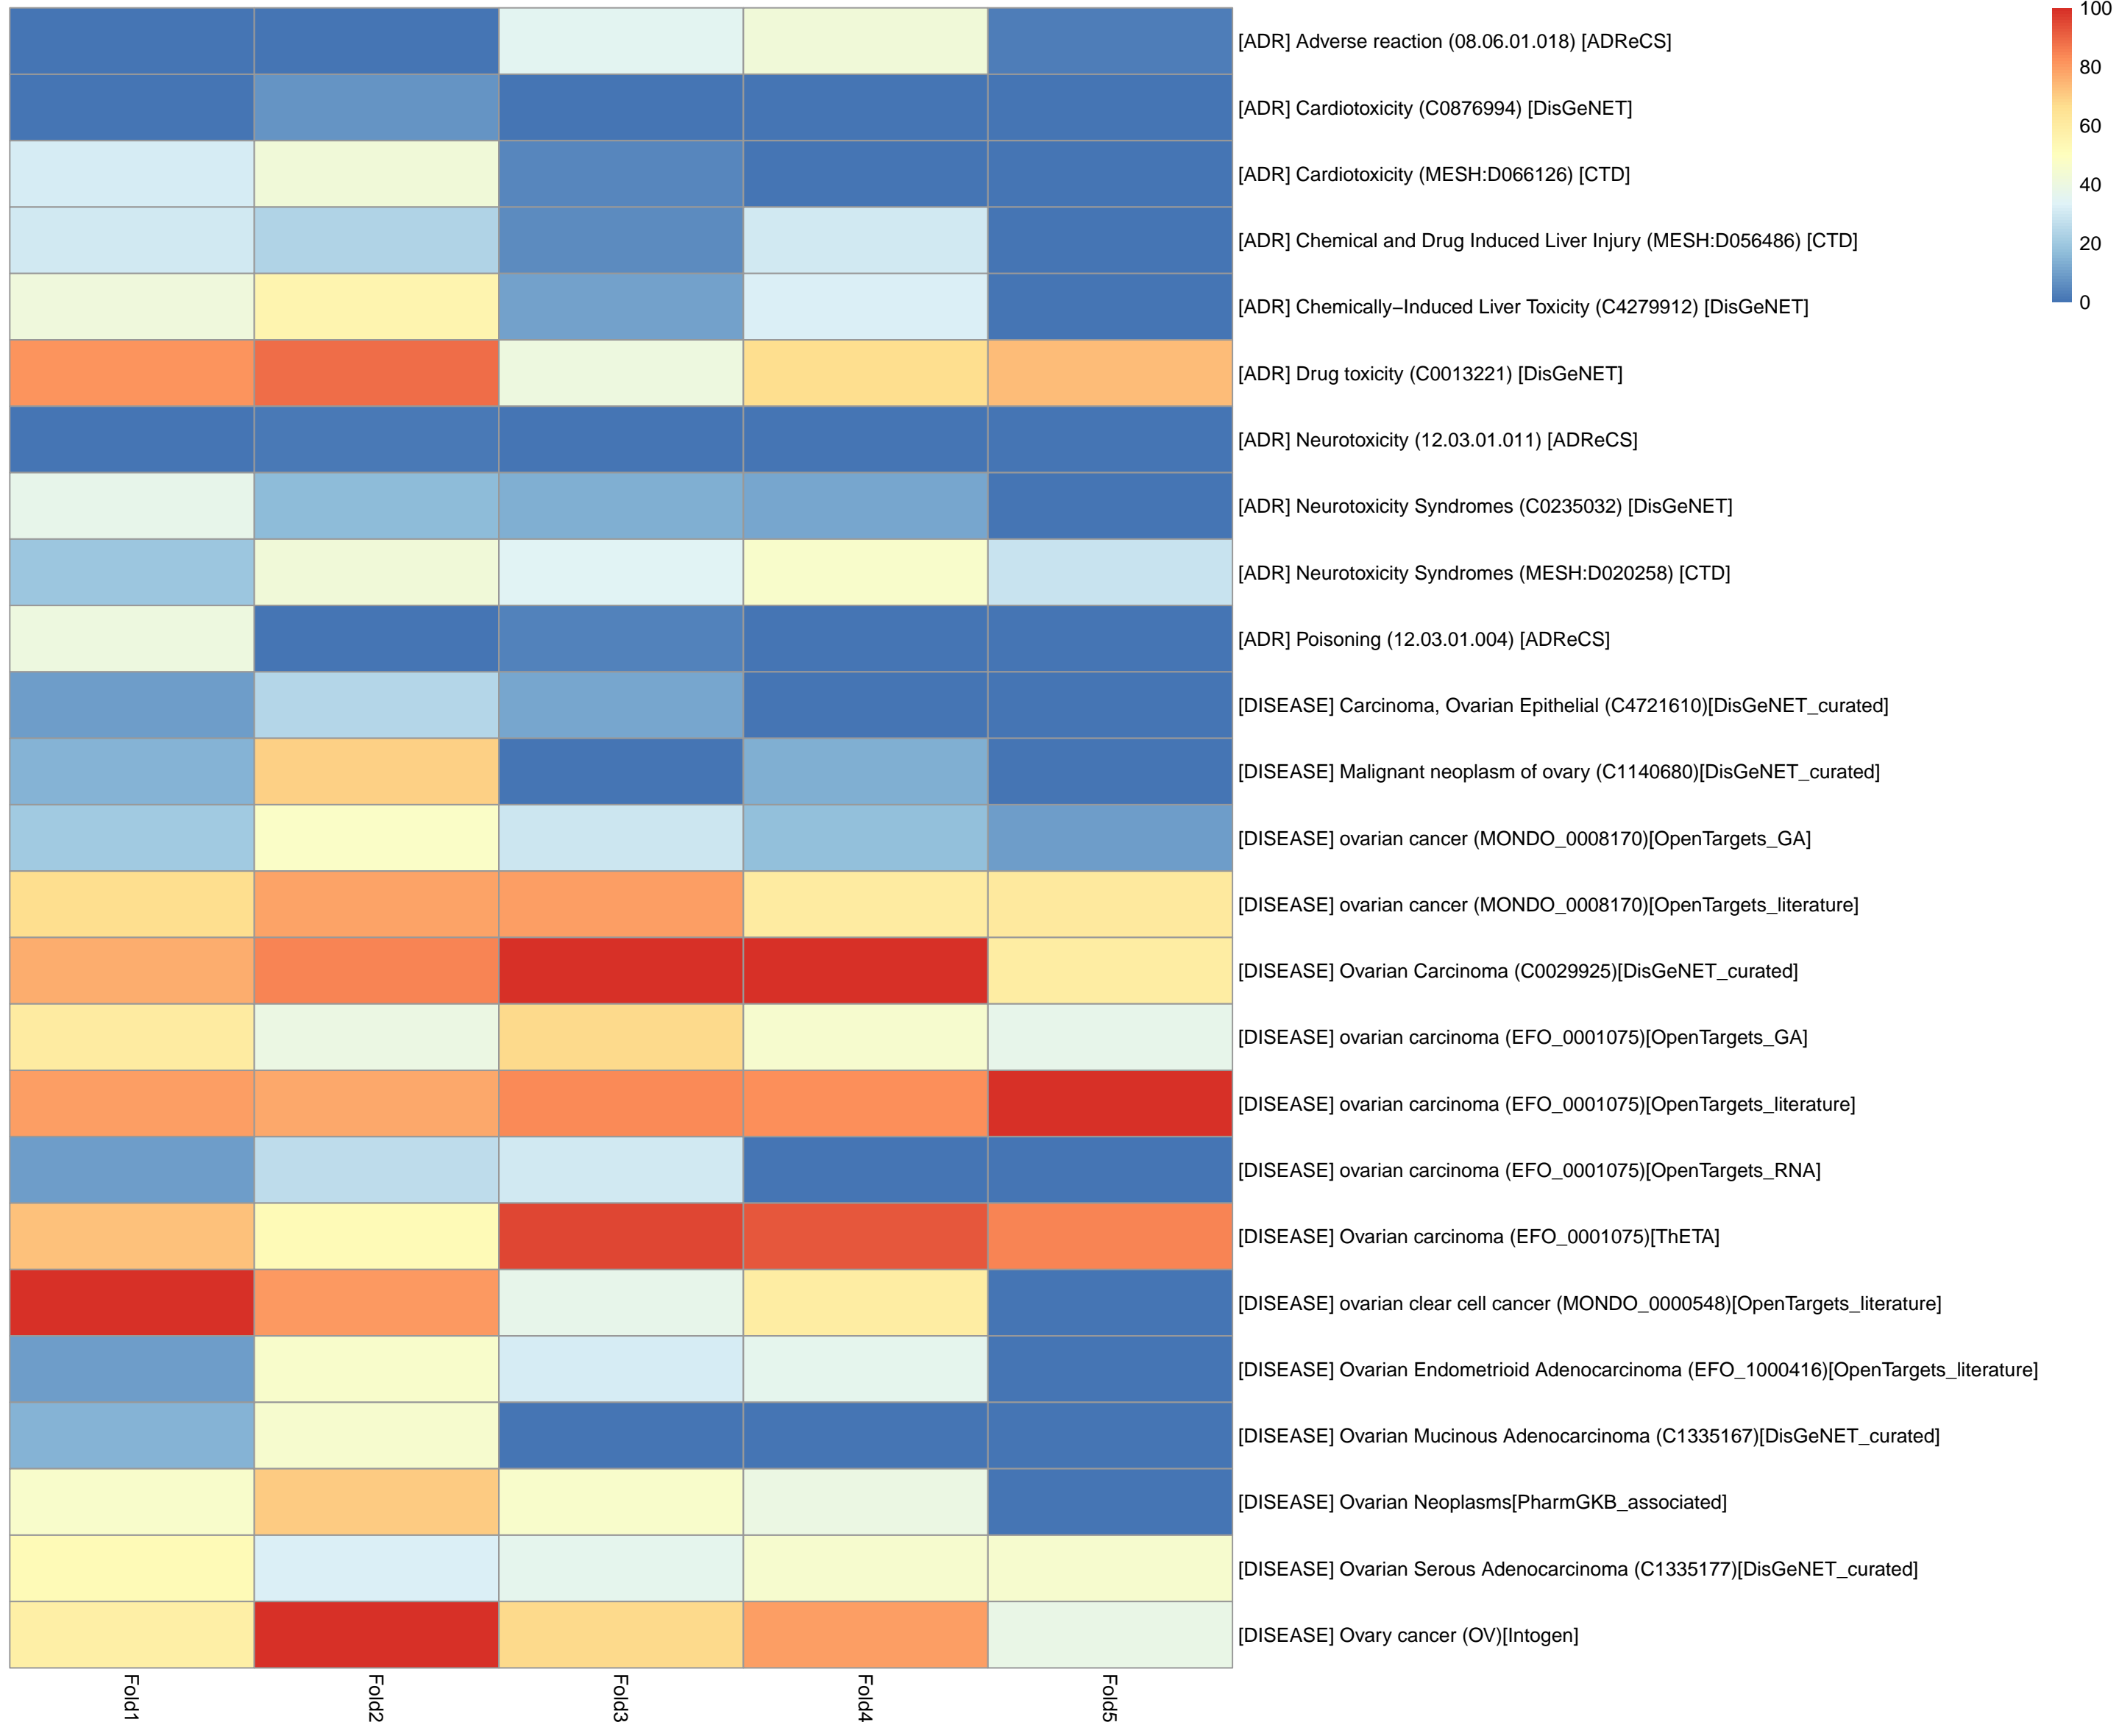 [ADR] Adverse reaction (08.06.01.018) [ADReCS]
[ADR] Cardiotoxicity (C0876994) [DisGeNET]
[ADR] Cardiotoxicity (MESH:D066126) [CTD]
[ADR] Chemical and Drug Induced Liver Injury (MESH:D056486) [CTD]
[ADR] Chemically−Induced Liver Toxicity (C4279912) [DisGeNET]
[ADR] Drug toxicity (C0013221) [DisGeNET]
[ADR] Neurotoxicity (12.03.01.011) [ADReCS]
[ADR] Neurotoxicity Syndromes (C0235032) [DisGeNET]
[ADR] Neurotoxicity Syndromes (MESH:D020258) [CTD]
[ADR] Poisoning (12.03.01.004) [ADReCS]
[DISEASE] Carcinoma, Ovarian Epithelial (C4721610)[DisGeNET_curated]
[DISEASE] Malignant neoplasm of ovary (C1140680)[DisGeNET_curated]
[DISEASE] ovarian cancer (MONDO_0008170)[OpenTargets_GA]
[DISEASE] ovarian cancer (MONDO_0008170)[OpenTargets_literature]
[DISEASE] Ovarian Carcinoma (C0029925)[DisGeNET_curated]
[DISEASE] ovarian carcinoma (EFO_0001075)[OpenTargets_GA]
[DISEASE] ovarian carcinoma (EFO_0001075)[OpenTargets_literature]
[DISEASE] ovarian carcinoma (EFO_0001075)[OpenTargets_RNA]
[DISEASE] Ovarian carcinoma (EFO_0001075)[ThETA]
[DISEASE] ovarian clear cell cancer (MONDO_0000548)[OpenTargets_literature]
[DISEASE] Ovarian Endometrioid Adenocarcinoma (EFO_1000416)[OpenTargets_literature]
[DISEASE] Ovarian Mucinous Adenocarcinoma (C1335167)[DisGeNET_curated]
[DISEASE] Ovarian Neoplasms[PharmGKB_associated]
[DISEASE] Ovarian Serous Adenocarcinoma (C1335177)[DisGeNET_curated]
[DISEASE] Ovary cancer (OV)[Intogen]
Fold1
Fold2
Fold3
Fold4
Fold5
100
80
60
40
20
0